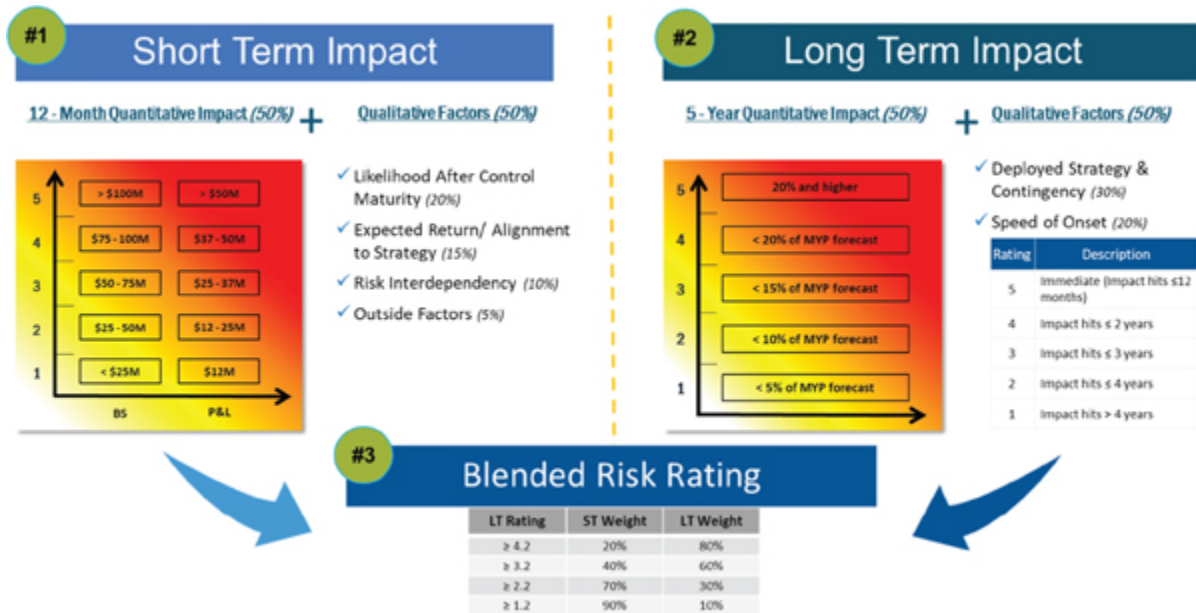 #1
Short Term Impact
12 - Month Quantitative Impact (50%)
+
Qualitative Factors (50%)
5
> $100M
> $50M
4
$75 - 100M
$37 - 50M
3
$50 - 75M
$25 - 37M
2
$25 - 50M
$12 - 25M
1
< $25M
$12M
BS
P&L
✓ Likelihood After Control
Maturity (20%)
✓ Expected Return/ Alignment
to Strategy (15%)
✓ Risk Interdependency (10%)
✓ Outside Factors (5%)
#2
Long Term Impact
5 - Year Quantitative Impact (50%)
+
Qualitative Factors (50%)
5
20% and higher
4
< 20% of MYP forecast
3
< 15% of MYP forecast
2
< 10% of MYP forecast
1
< 5% of MYP forecast
✓ Deployed Strategy &
Contingency (30%)
✓ Speed of Onset (20%)
Rating Description
5 Immediate (Impact hits ≤12
months)
4 Impact hits ≤ 2 years
3 Impact hits ≤ 3 years
2 Impact hits ≤ 4 years
1 Impact hits > 4 years
#3
Blended Risk Rating
LT Rating ST Weight LT Weight
≥ 4.2 20% 80%
≥ 3.2 40% 60%
≥ 2.2 70% 30%
≥ 1.2 90% 10%